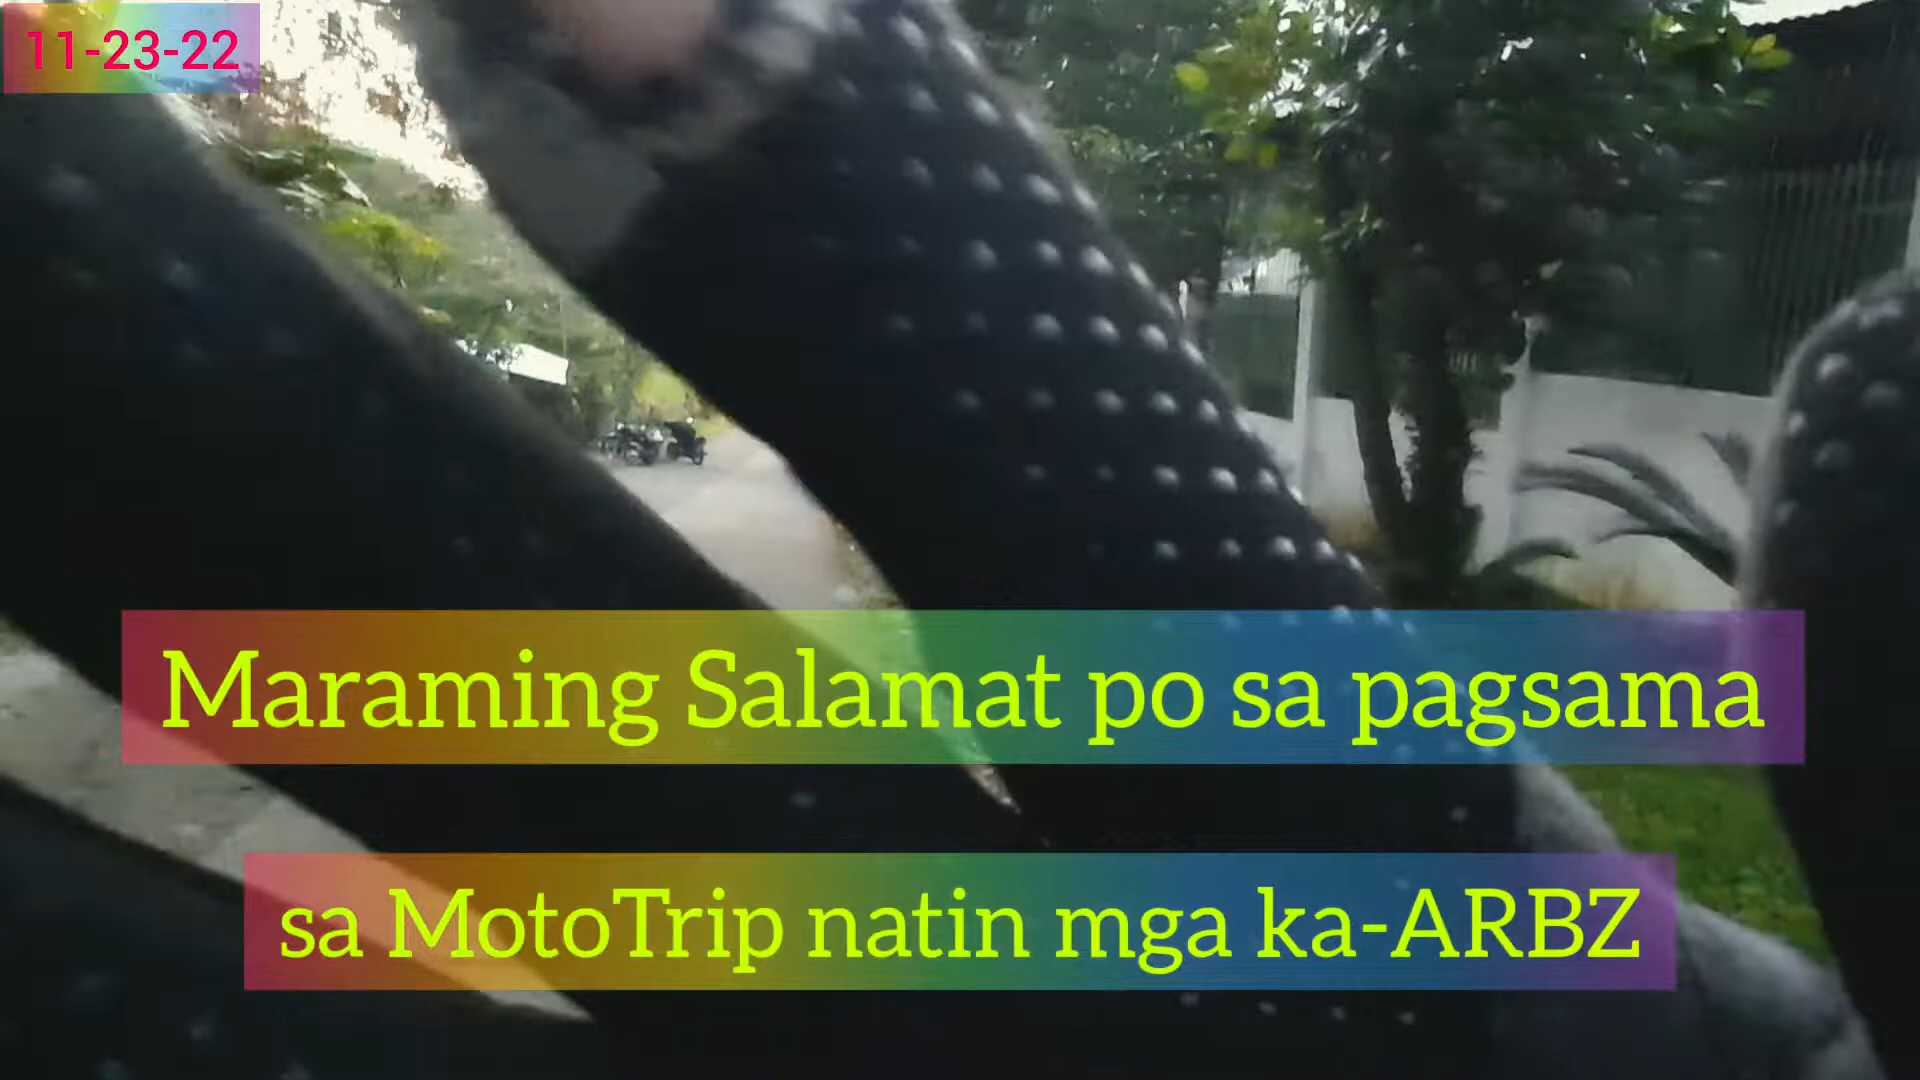 11-23-22
Maraming Salamat po sa pagsama
sa MotoTrip natin mga ka-ARBZ